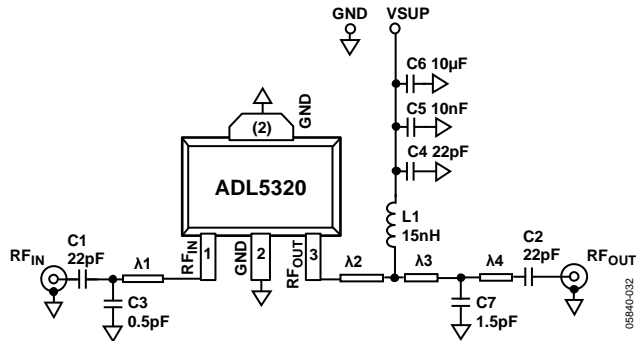 GND VSUP
C6 10µF
C5 10nF
C4 22pF
(2)
GND
ADL5320
L1
15nH
RFIN
C1
22pF
λ1
RFIN
1
GND
2
RFOUT
3
λ2
λ3
λ4
C2
22pF
RFOUT
C3
0.5pF
C7
1.5pF
05840-032